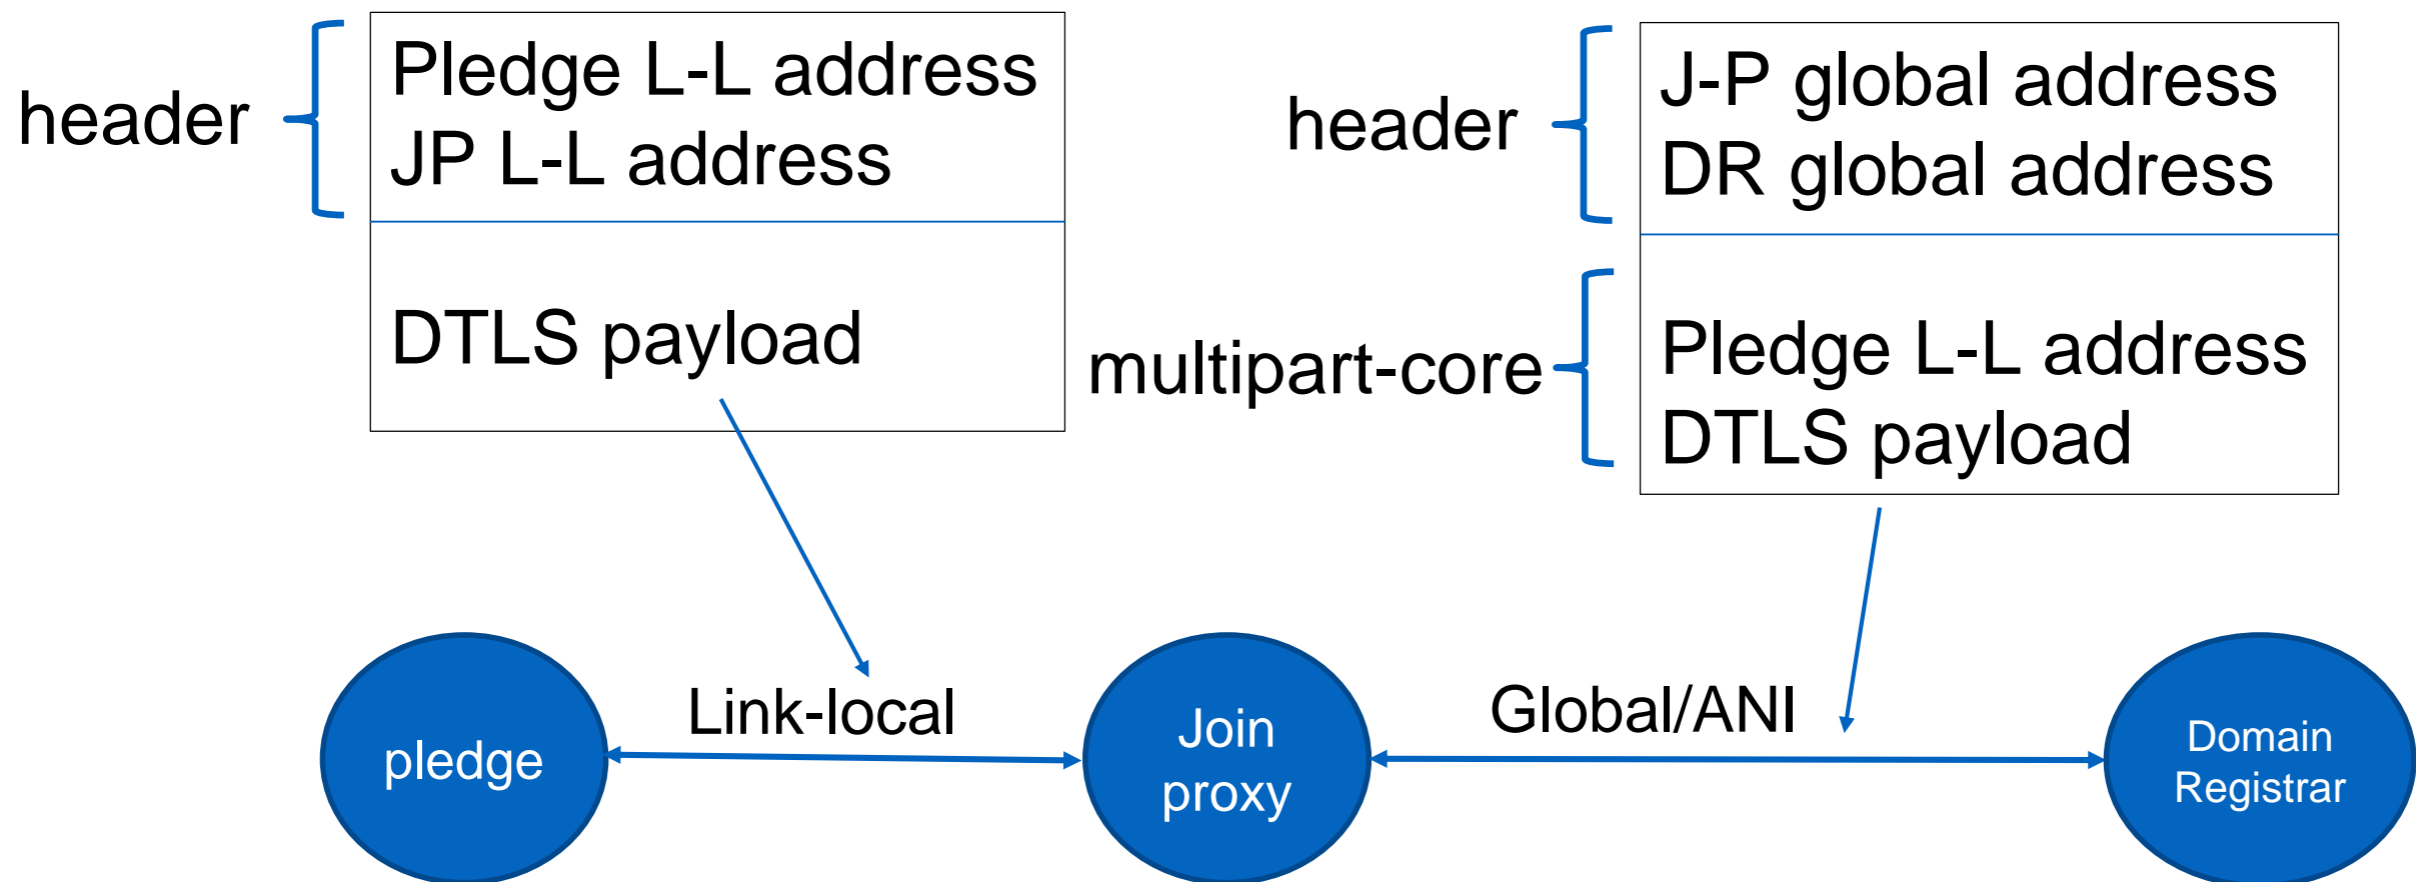 header
Pledge L-L address
JP L-L address
DTLS payload
header
J-P global address
DR global address
multipart-core
Pledge L-L address
DTLS payload
pledge
Link-local
Join
proxy
Global/ANI
Domain
Registrar